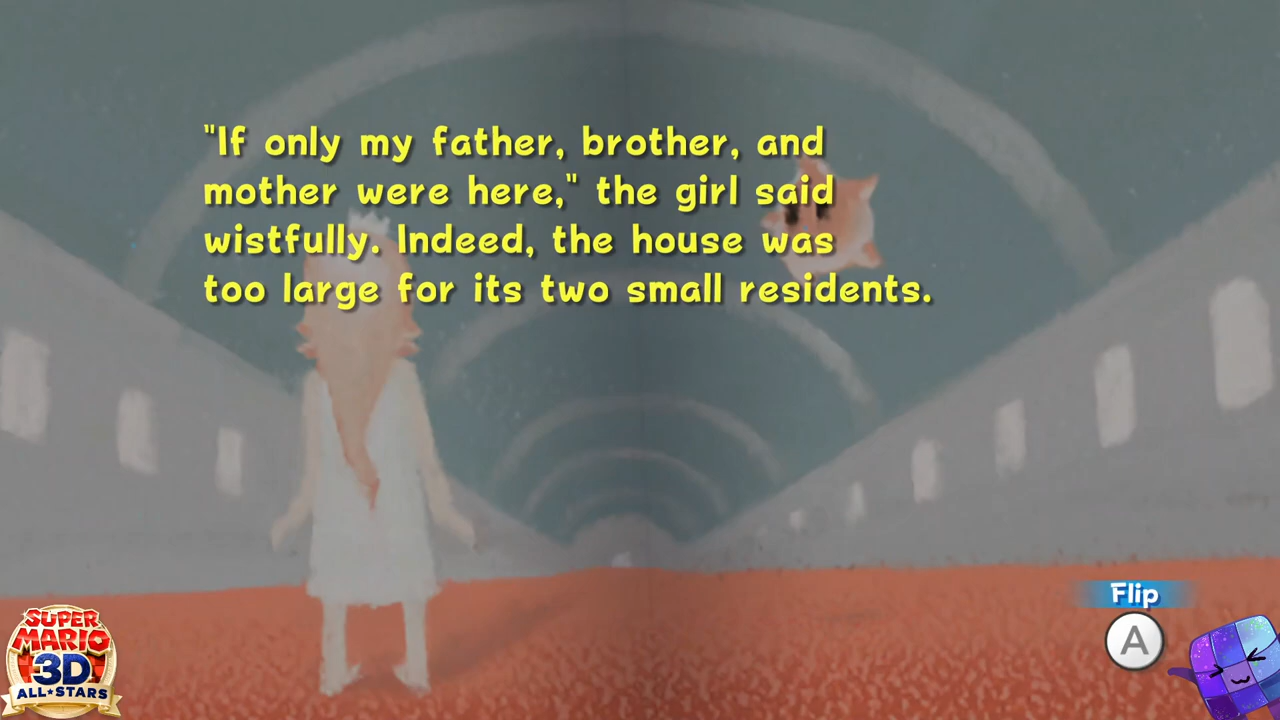 "If only my father, brother, and
mother were here," the girl said
wistfully. Indeed, the house was
too large for its two small residents.
Flip
A
SUPER
MARIO
3D
ALL★STARS